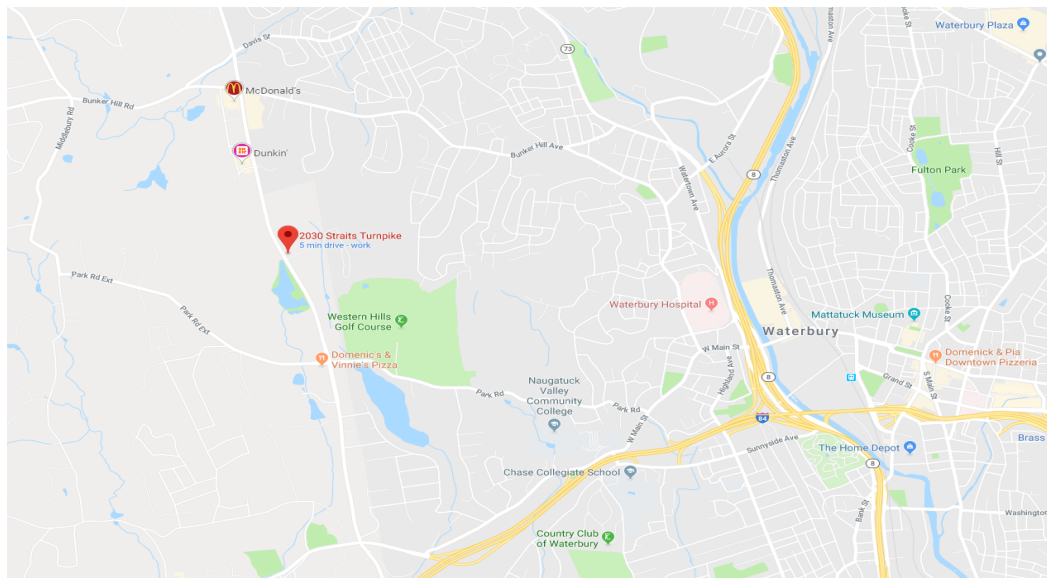 Waterbury Plaza
Thomaston Ave
Cooke St
73
Davis St
McDonald's
Bunker Hill Rd
Middlebury Rd
Dunkin'
Bunker Hill Ave
E Aurora St
Thomaston Ave
Cooke St
Hill St
Watertown Ave
8
Fulton Park
2030 Straits Turnpike
5 min drive - work
Park Rd Ext
Park Rd Ext
Western Hills
Golf Course
Waterbury Hospital
H
Thomaston Ave
Cooke St
Mattatuck Museum
Waterbury
W Main St
Domenic's &
Vinnie's Pizza
Domenick & Pia
Downtown Pizzeria
Highland Ave
8
Grand St
S Main St
Naugatuck
Valley
Community
College
Park Rd
Park Rd
W Main St
84
Sunnyside Ave
Brass
The Home Depot
8
Chase Collegiate School
Bank St
Washington
Country Club
of Waterbury